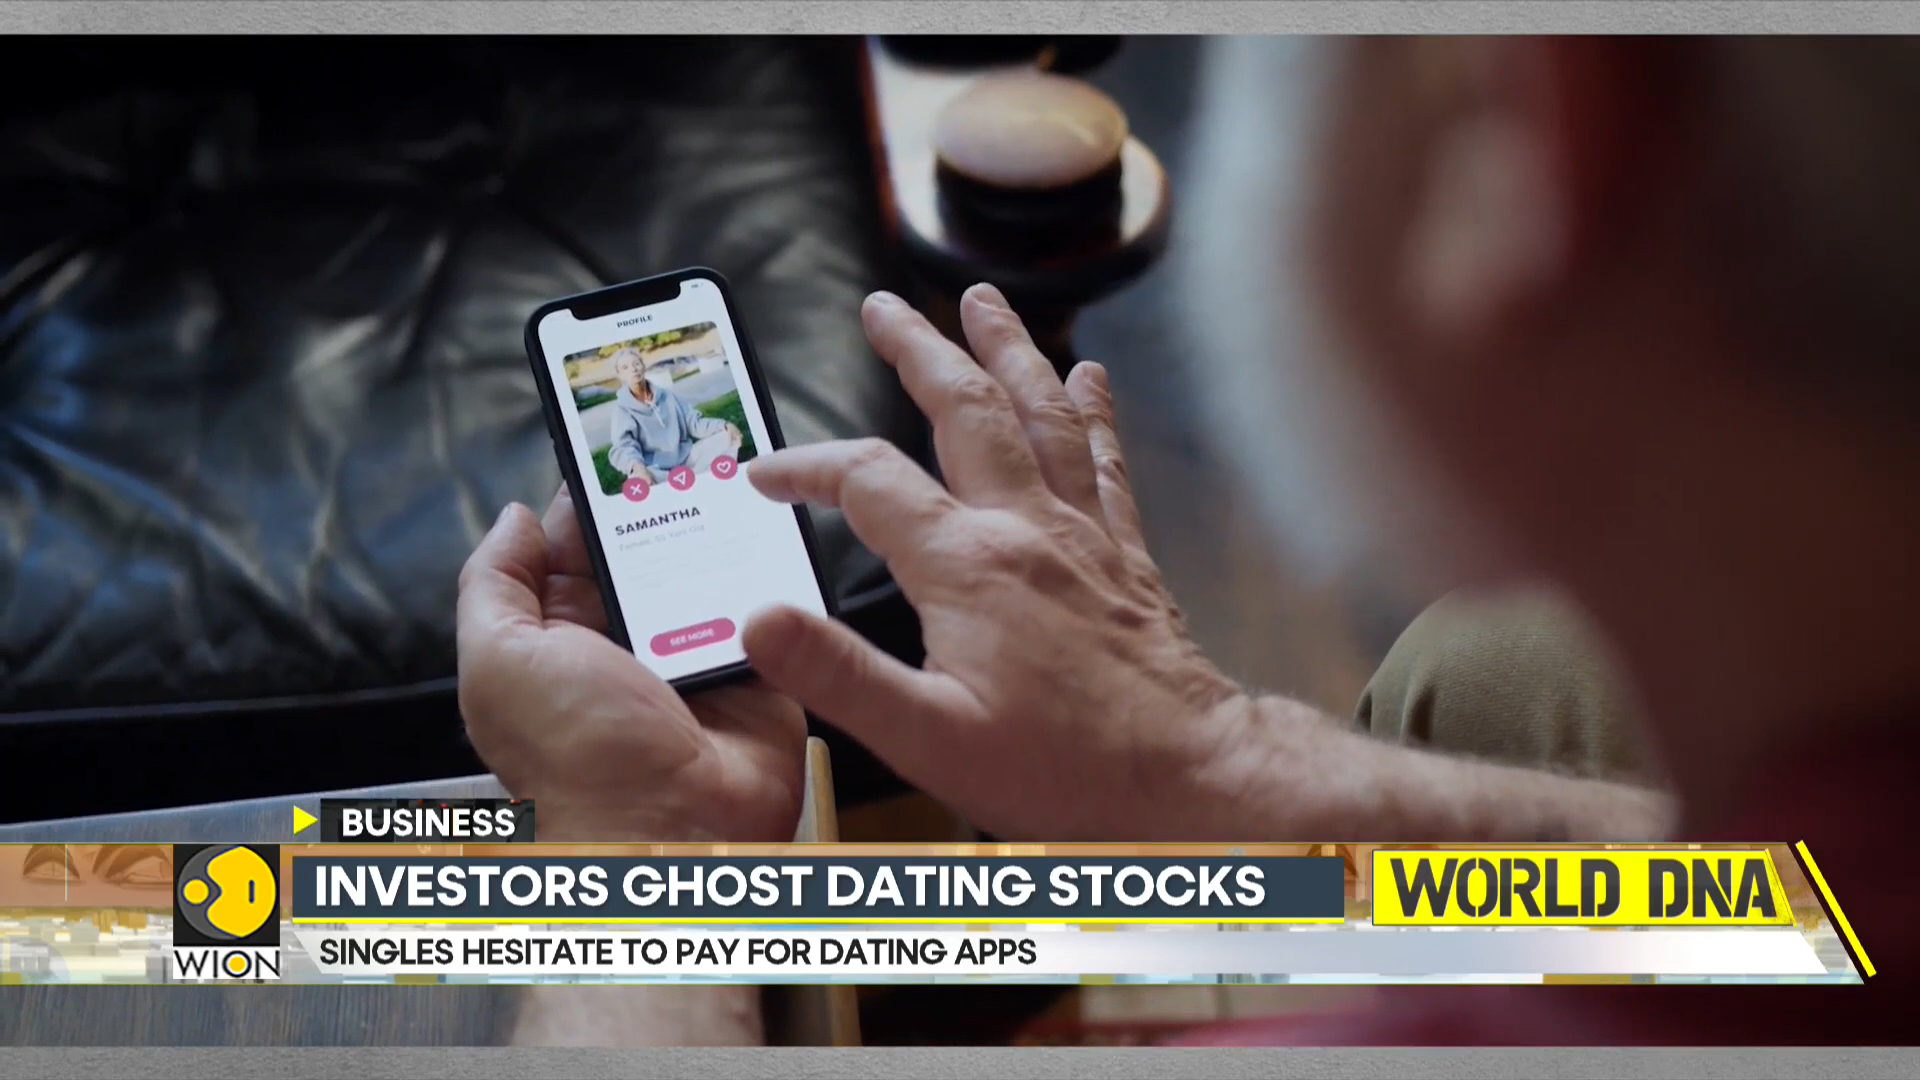 PROFILE
SAMANTHA
SEE MORE
BUSINESS
INVESTORS GHOST DATING STOCKS
WORLD DNA
SINGLES HESITATE TO PAY FOR DATING APPS
WION